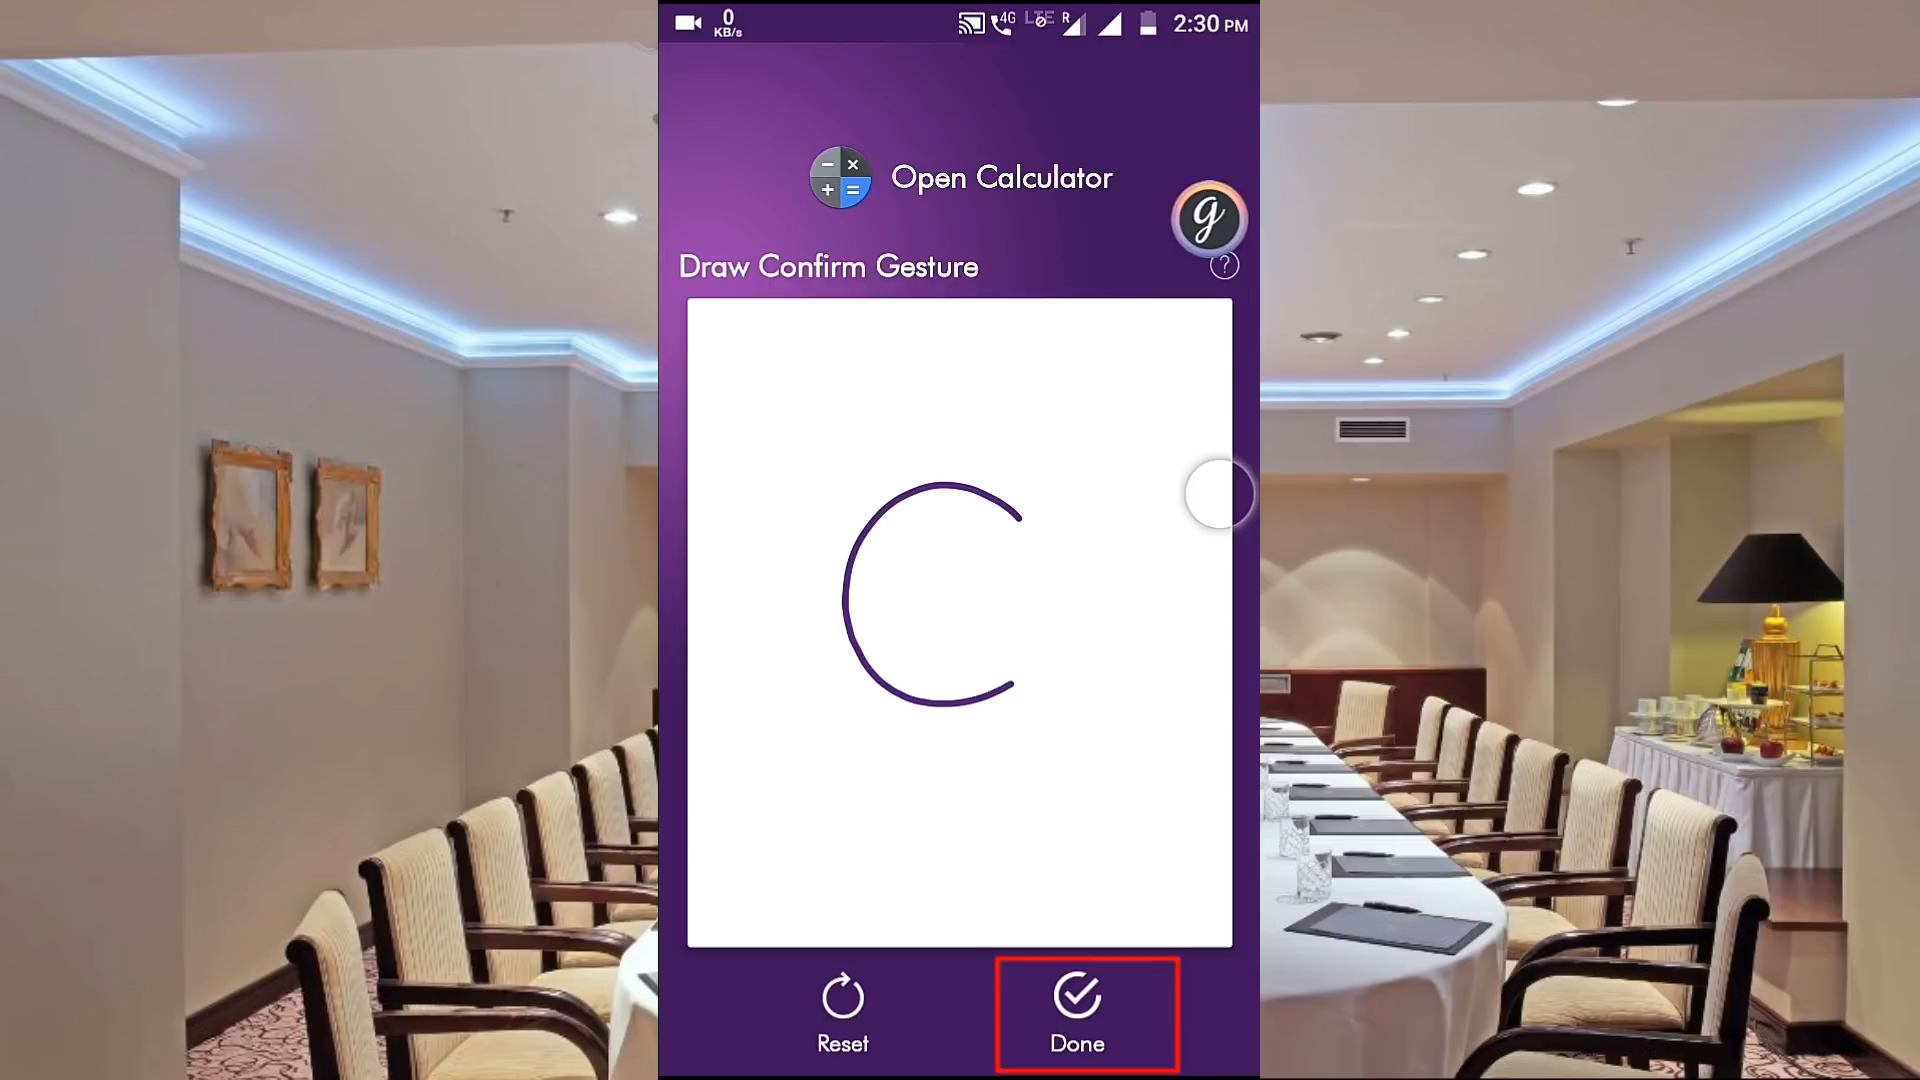 0
KB/s
4G
LTE
R
2:30 PM
Open Calculator
g
Draw Confirm Gesture
?
C
Reset
Done